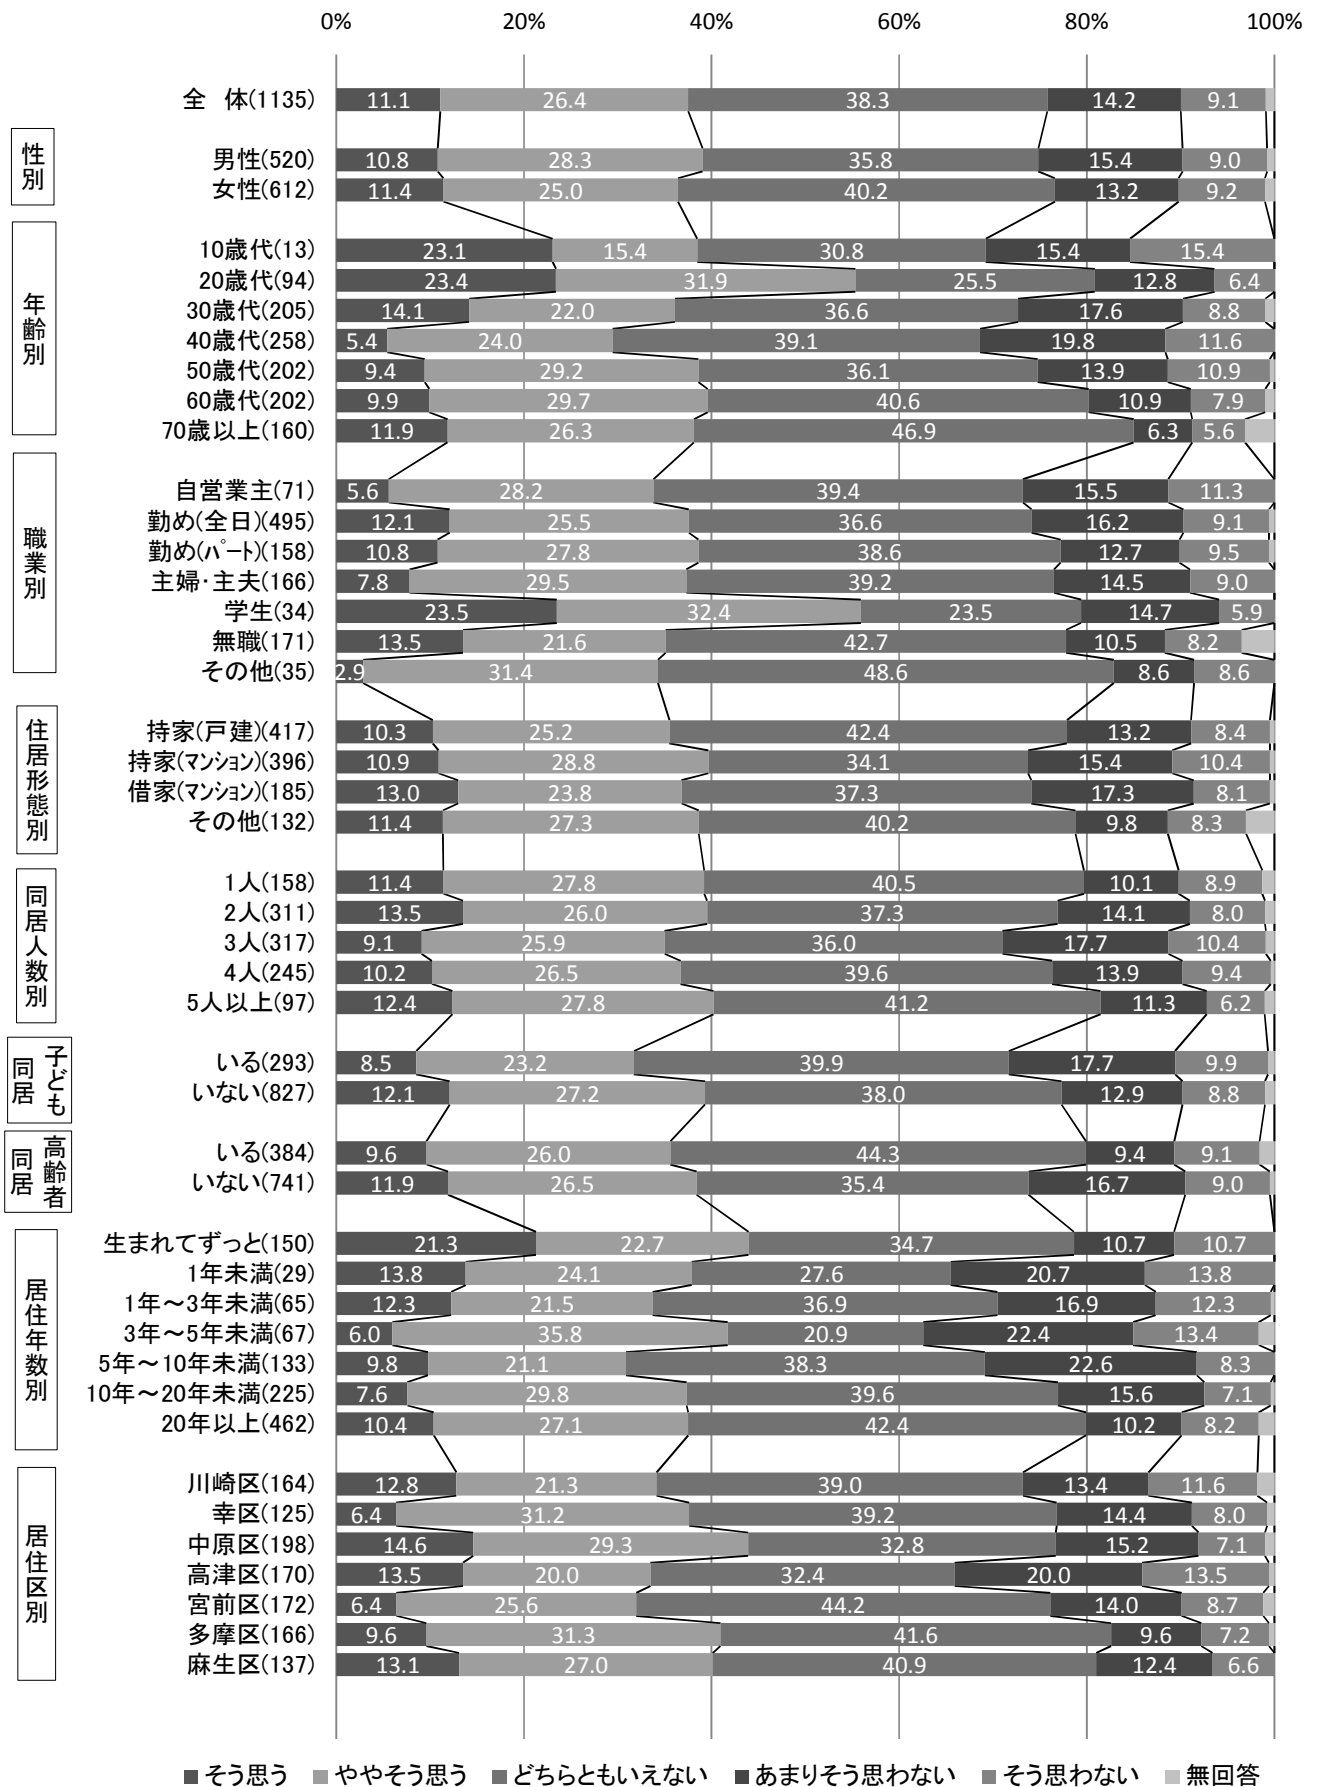 0% 20% 40% 60% 80% 100%
全 体(1135) 11.1 26.4 38.3 14.2 9.1
性別
男性(520) 10.8 28.3 35.8 15.4 9.0
女性(612) 11.4 25.0 40.2 13.2 9.2
年齢別
10歳代(13) 23.1 15.4 30.8 15.4 15.4
20歳代(94) 23.4 31.9 25.5 12.8 6.4
30歳代(205) 14.1 22.0 36.6 17.6 8.8
40歳代(258) 5.4 24.0 39.1 19.8 11.6
50歳代(202) 9.4 29.2 36.1 13.9 10.9
60歳代(202) 9.9 29.7 40.6 10.9 7.9
70歳以上(160) 11.9 26.3 46.9 6.3 5.6
職業別
自営業主(71) 5.6 28.2 39.4 15.5 11.3
勤め(全日)(495) 12.1 25.5 36.6 16.2 9.1
勤め(ﾊﾟｰﾄ)(158) 10.8 27.8 38.6 12.7 9.5
主婦・主夫(166) 7.8 29.5 39.2 14.5 9.0
学生(34) 23.5 32.4 23.5 14.7 5.9
無職(171) 13.5 21.6 42.7 10.5 8.2
その他(35) 2.9 31.4 48.6 8.6 8.6
住居形態別
持家(戸建)(417) 10.3 25.2 42.4 13.2 8.4
持家(ﾏﾝｼｮﾝ)(396) 10.9 28.8 34.1 15.4 10.4
借家(ﾏﾝｼｮﾝ)(185) 13.0 23.8 37.3 17.3 8.1
その他(132) 11.4 27.3 40.2 9.8 8.3
同居人数別
1人(158) 11.4 27.8 40.5 10.1 8.9
2人(311) 13.5 26.0 37.3 14.1 8.0
3人(317) 9.1 25.9 36.0 17.7 10.4
4人(245) 10.2 26.5 39.6 13.9 9.4
5人以上(97) 12.4 27.8 41.2 11.3 6.2
子ども
同居
いる(293) 8.5 23.2 39.9 17.7 9.9
いない(827) 12.1 27.2 38.0 12.9 8.8
高齢者
同居
いる(384) 9.6 26.0 44.3 9.4 9.1
いない(741) 11.9 26.5 35.4 16.7 9.0
居住年数別
生まれてずっと(150) 21.3 22.7 34.7 10.7 10.7
1年未満(29) 13.8 24.1 27.6 20.7 13.8
1年～3年未満(65) 12.3 21.5 36.9 16.9 12.3
3年～5年未満(67) 6.0 35.8 20.9 22.4 13.4
5年～10年未満(133) 9.8 21.1 38.3 22.6 8.3
10年～20年未満(225) 7.6 29.8 39.6 15.6 7.1
20年以上(462) 10.4 27.1 42.4 10.2 8.2
居住区別
川崎区(164) 12.8 21.3 39.0 13.4 11.6
幸区(125) 6.4 31.2 39.2 14.4 8.0
中原区(198) 14.6 29.3 32.8 15.2 7.1
高津区(170) 13.5 20.0 32.4 20.0 13.5
宮前区(172) 6.4 25.6 44.2 14.0 8.7
多摩区(166) 9.6 31.3 41.6 9.6 7.2
麻生区(137) 13.1 27.0 40.9 12.4 6.6
そう思う ややそう思う どちらともいえない あまりそう思わない そう思わない 無回答